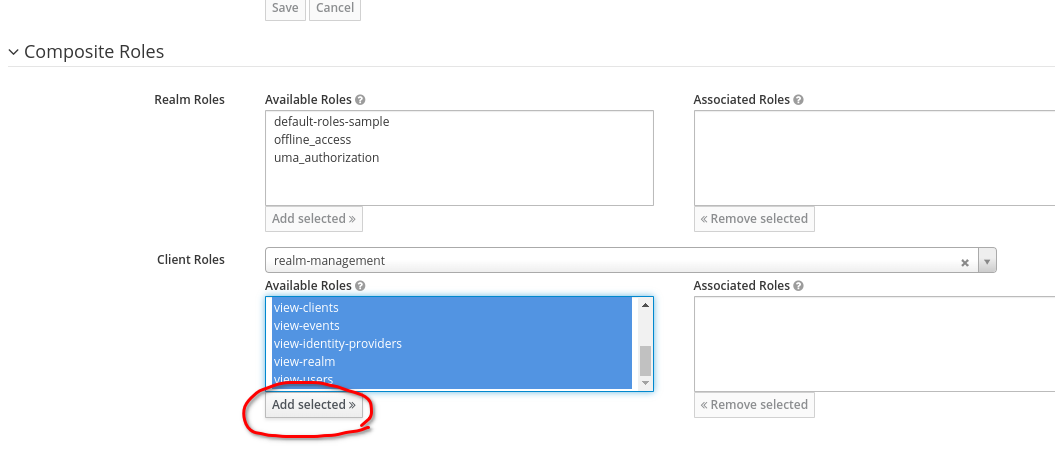 Save Cancel
Composite Roles
Realm Roles Available Roles Associated Roles
default-roles-sample
offline_access
uma_authorization
Add selected » « Remove selected
Client Roles realm-management
Available Roles Associated Roles
view-clients
view-events
view-identity-providers
view-realm
view-users
Add selected » « Remove selected